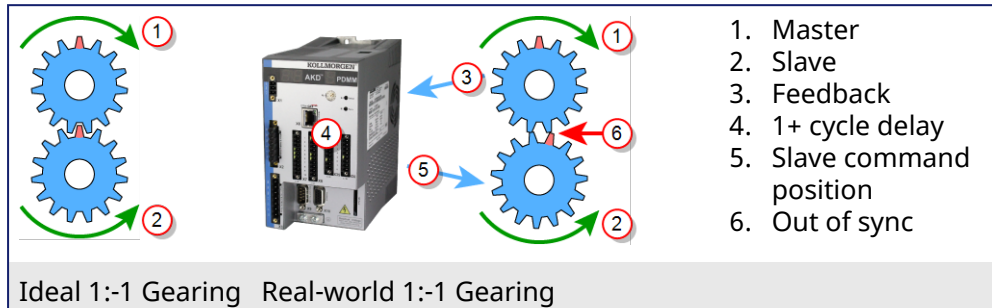 1
2
KOLLMORGEN
AKD PDMM
3
4
5
1
6
2
1. Master
2. Slave
3. Feedback
4. 1+ cycle delay
5. Slave command
position
6. Out of sync
Ideal 1:-1 Gearing Real-world 1:-1 Gearing